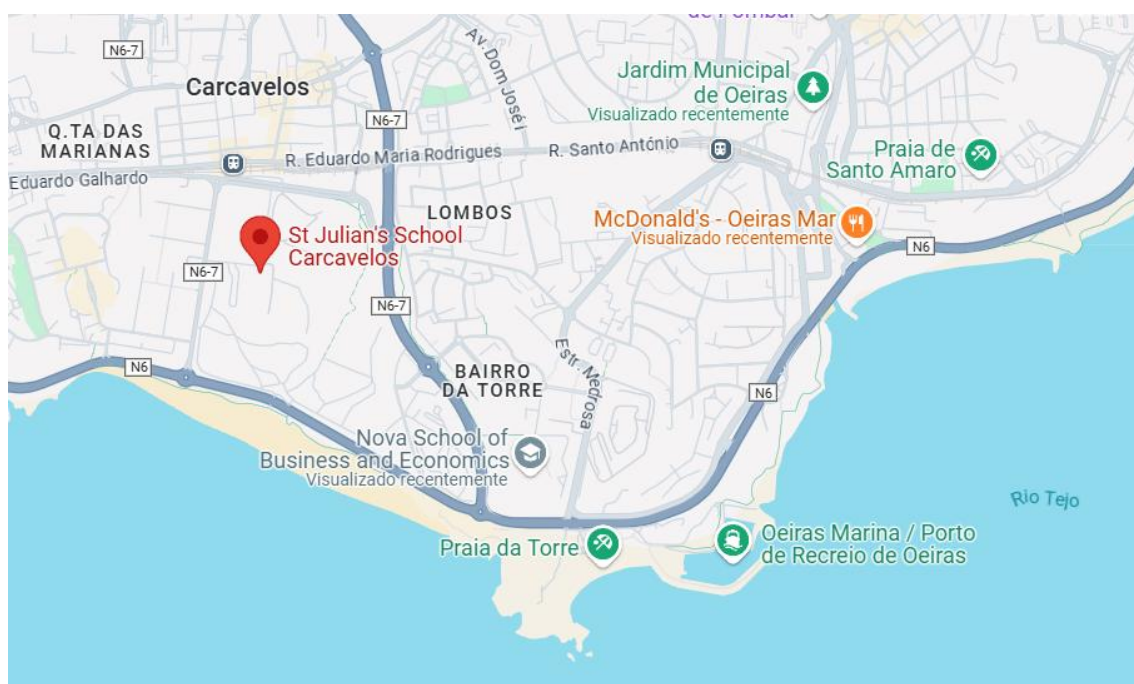 de Pombal
N6-7
Av. Dom José I
Jardim Municipal
de Oeiras
Visualizado recentemente
Carcavelos
N6-7
Q.TA DAS
MARIANAS
R. Eduardo Maria Rodrigues
R. Santo António
Praia de
Santo Amaro
Eduardo Galhardo
LOMBOS
McDonald's - Oeiras Mar
Visualizado recentemente
St Julian's School
Carcavelos
N6
N6-7
N6-7
Estr. Medrosa
N6
BAIRRO
DA TORRE
N6
Nova School of
Business and Economics
Visualizado recentemente
Rio Tejo
Praia da Torre
Oeiras Marina / Porto
de Recreio de Oeiras